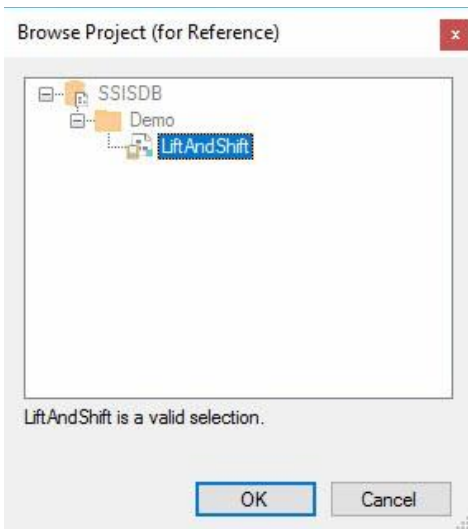 Browse Project (for Reference)
x
SSISDB
Demo
LiftAndShift
LiftAndShift is a valid selection.
OK Cancel